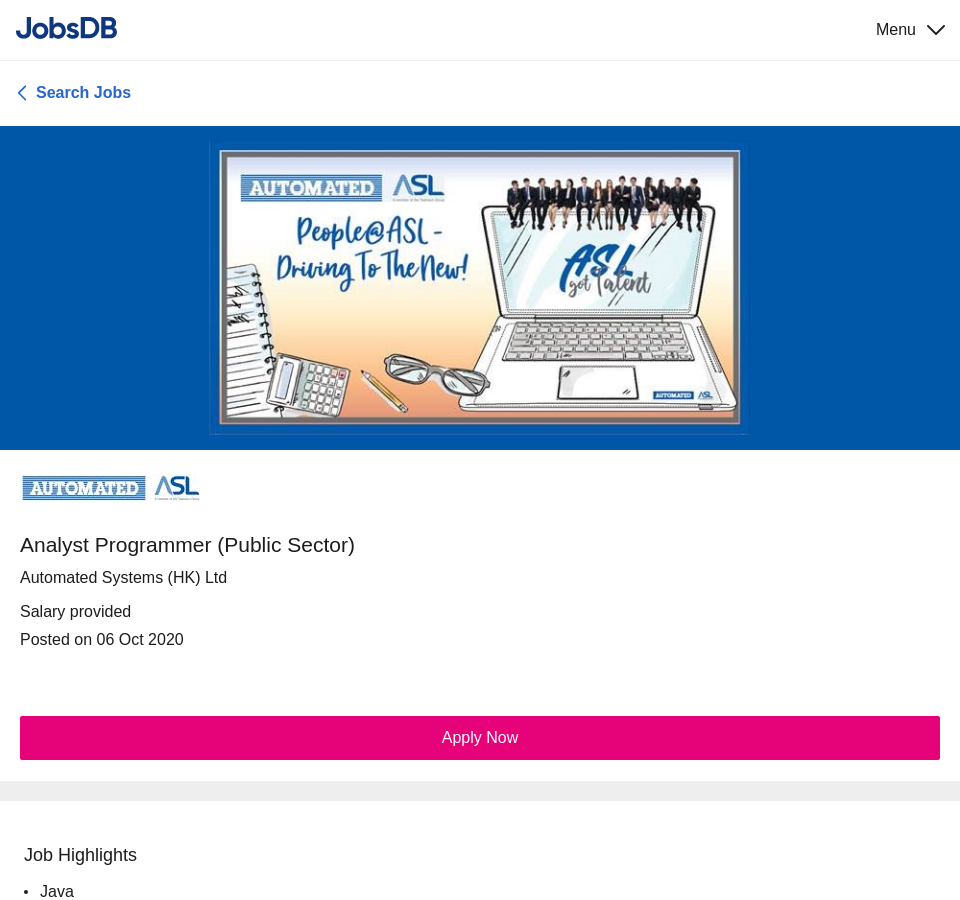 JobsDB
Menu
Search Jobs
AUTOMATED ASL
People@ASL -
Driving To The New!
ASL
got Talent
AUTOMATED ASL
AUTOMATED ASL
Analyst Programmer (Public Sector)
Automated Systems (HK) Ltd
Salary provided
Posted on 06 Oct 2020
Apply Now
Job Highlights
• Java